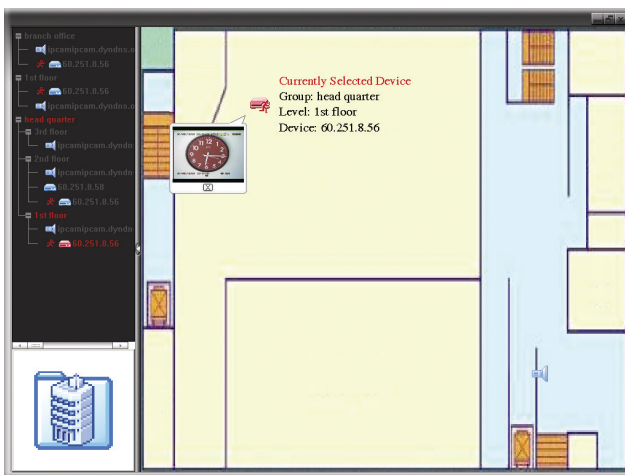 branch office
ipcamipcam.dyndns.o
60.251.8.56
1st floor
60.251.8.56
ipcamipcam.dyndns.o
head quarter
3rd floor
ipcamipcam.dyndn
2nd floor
ipcamipcam.dyndn
60.251.8.58
60.251.8.56
1st floor
ipcamipcam.dyndn
60.251.8.56
Currently Selected Device
Group: head quarter
Level: 1st floor
Device: 60.251.8.56